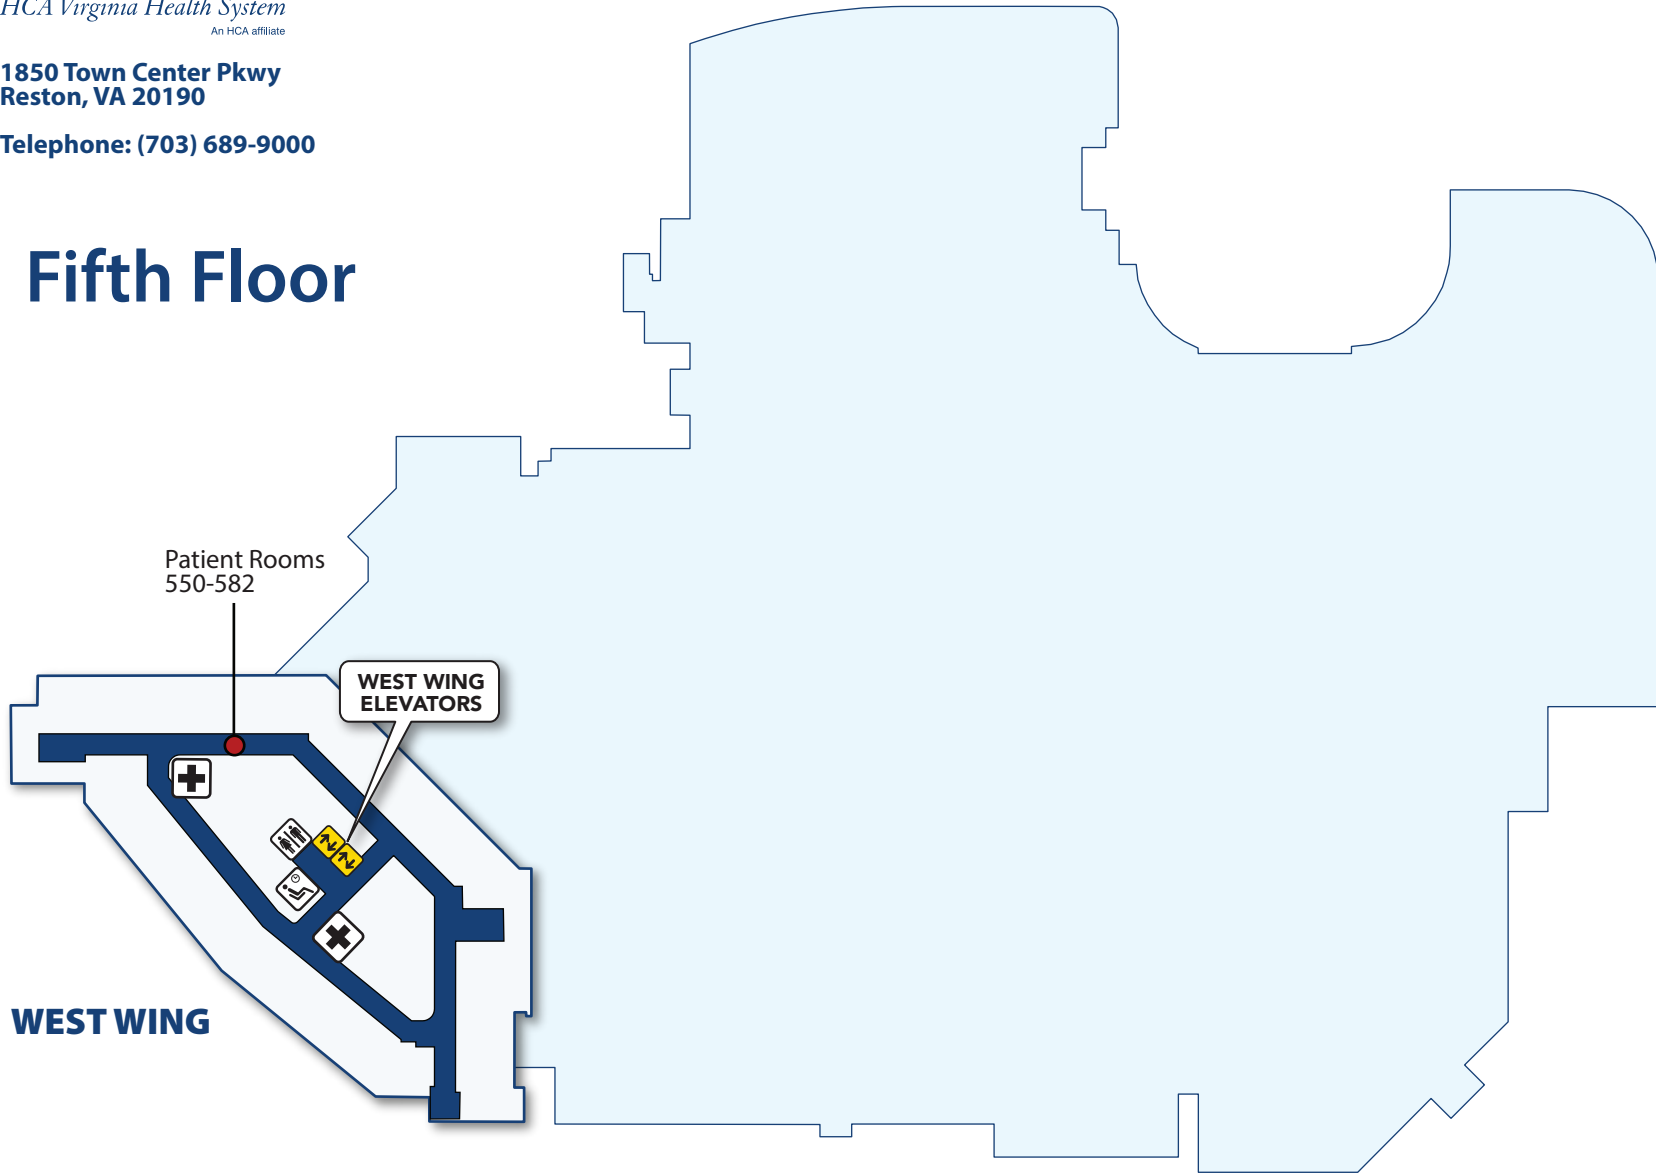 HCA Virginia Health System
An HCA affiliate
1850 Town Center Pkwy
Reston, VA 20190
Telephone: (703) 689-9000
Fifth Floor
Patient Rooms
550-582
WEST WING
ELEVATORS
WEST WING